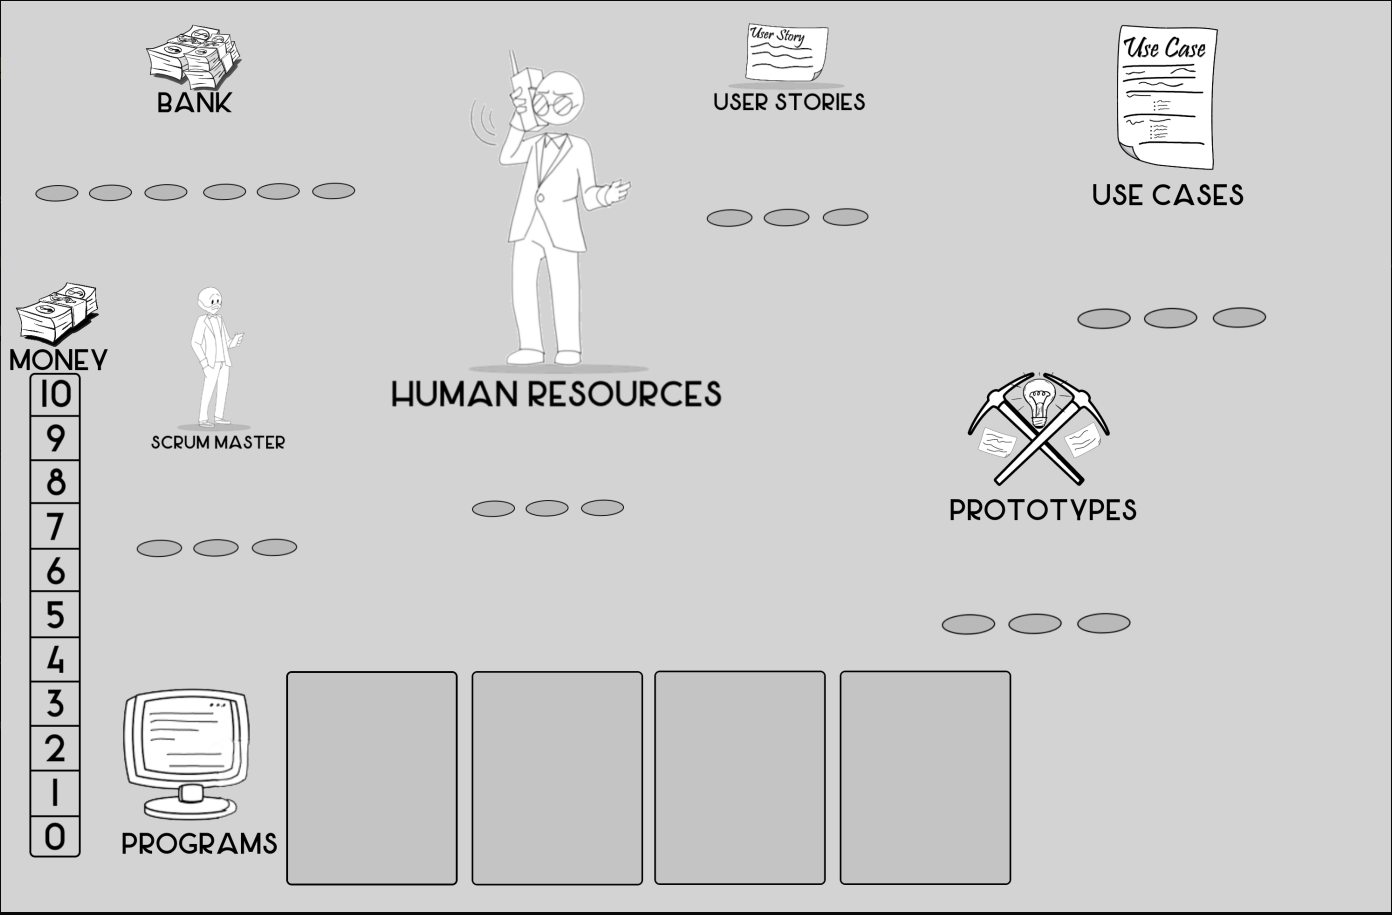 User Story
Use Case
BANK
USER STORIES
USE CASES
MONEY
HUMAN RESOURCES
SCRUM MASTER
10
9
8
7
6
5
4
3
2
1
0
PROTOTYPES
PROGRAMS